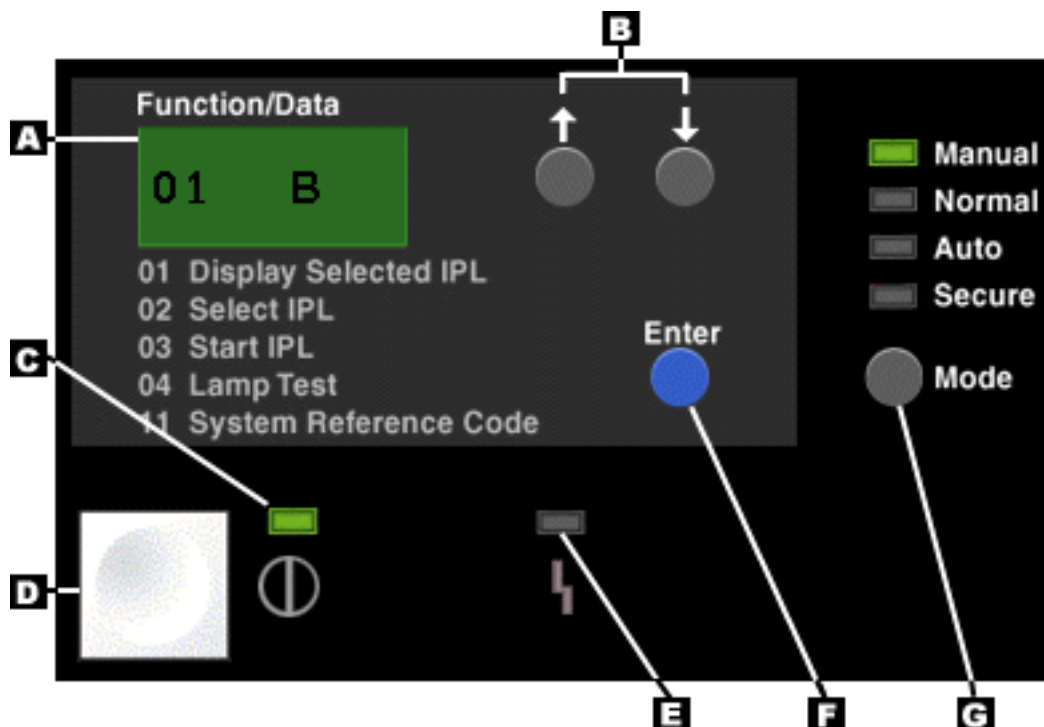 B
Function/Data
A
01 B
Manual
Normal
Auto
Secure
01 Display Selected IPL
02 Select IPL
03 Start IPL
04 Lamp Test
11 System Reference Code
Enter
Mode
C
D
E
F
G